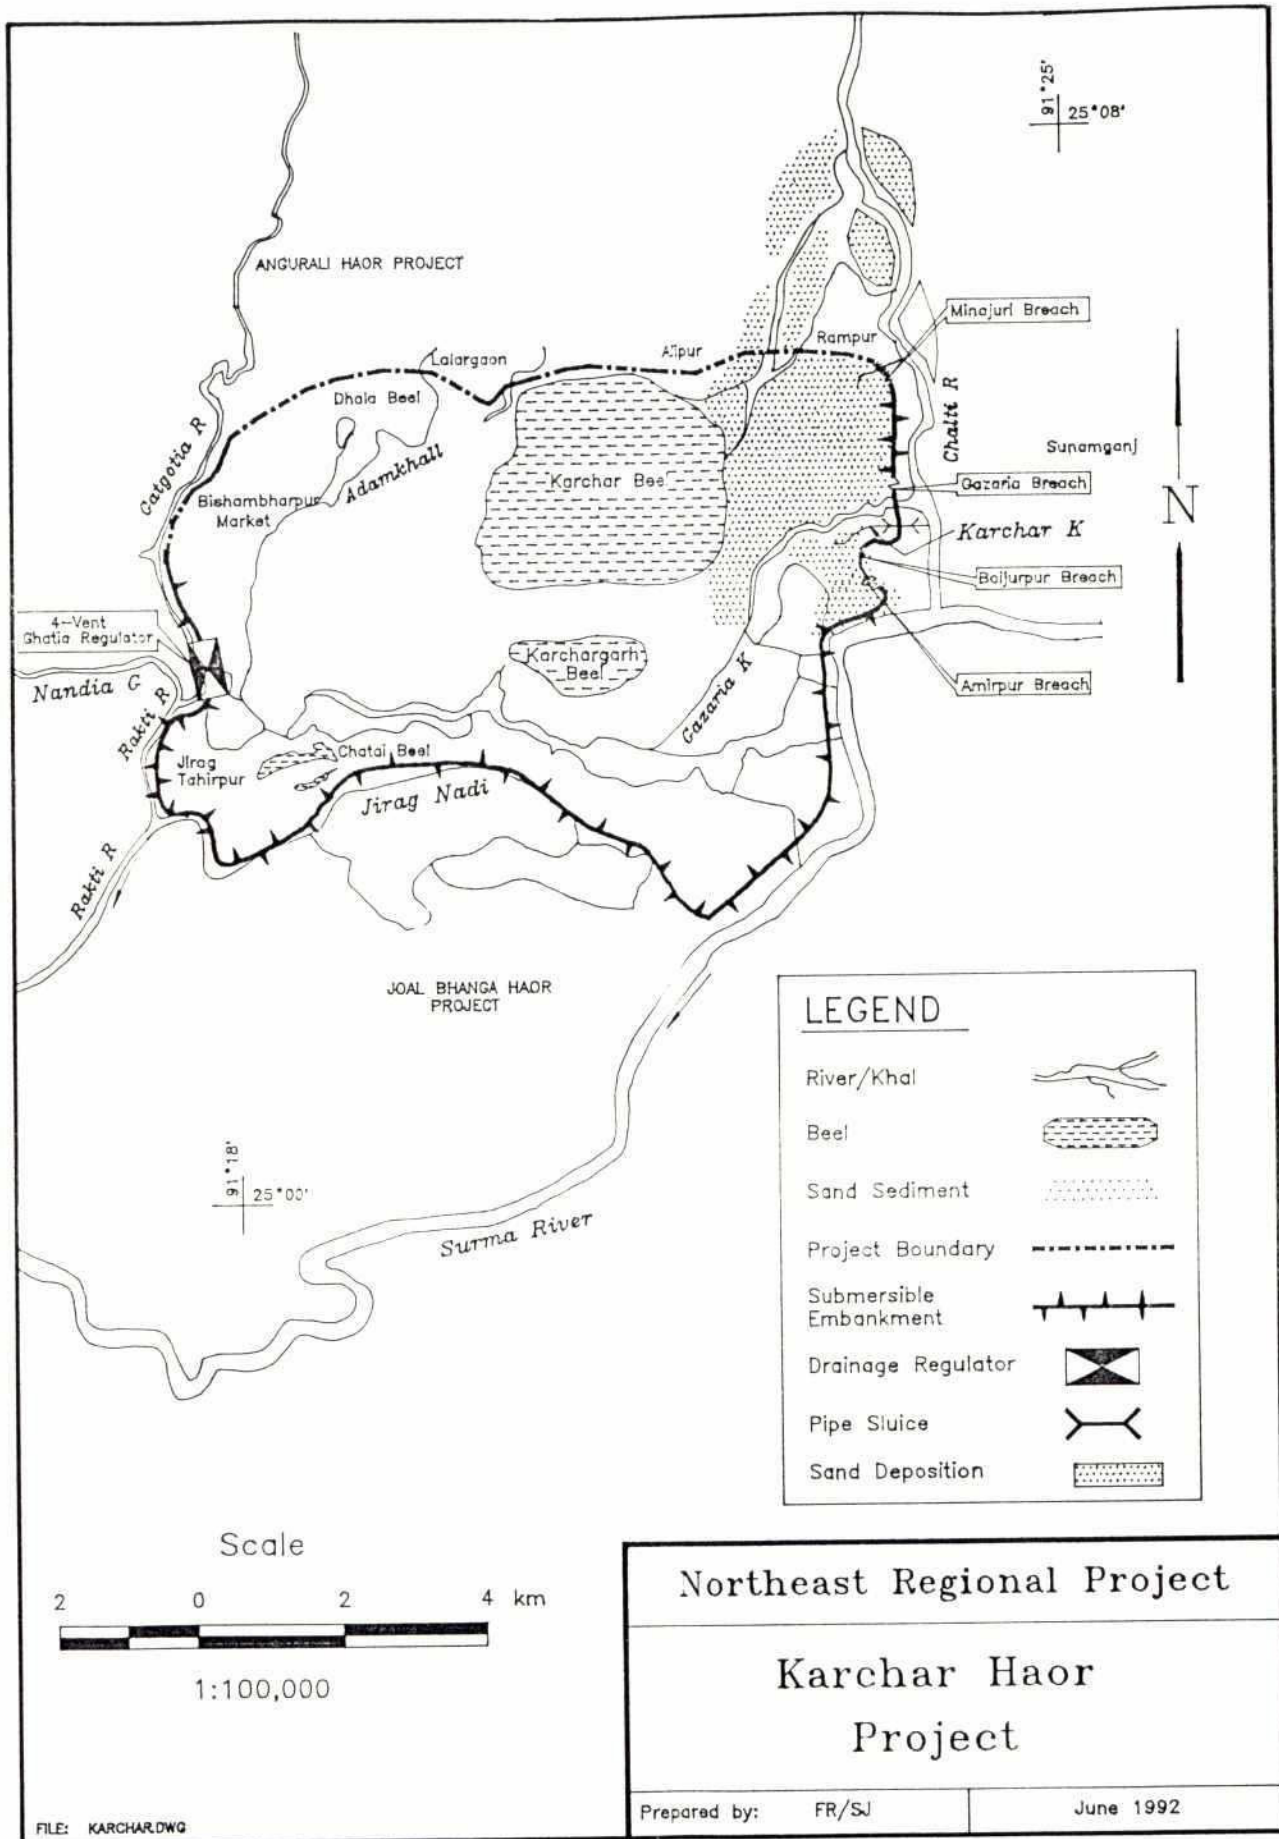 91°25'
25°08'
ANGURALI HAOR PROJECT
Minajuri Breach
Rampur
Alipur
Lalargaon
Dhala Beel
Chalti R
Sunamganj
Gatgotia R
Adamkhali
Karchar Beel
Gazaria Breach
Bishambharpur
Market
N
Karchar K
Baijurpur Breach
4-Vent
Ghatia Regulator
Karchargarh
Beel
Nandia G
Amirpur Breach
Gazaria K
Rakti R
Jirag
Tahirpur
Chatai Beel
Jirag Nadi
Rakti R
JOAL BHANGA HAOR
PROJECT
91°18'
25°00'
Surma River
LEGEND
River/Khal
Beel
Sand Sediment
Project Boundary
Submersible
Embankment
Drainage Regulator
Pipe Sluice
Sand Deposition
Scale
2 0 2 4 km
1:100,000
Northeast Regional Project
Karchar Haor
Project
Prepared by: FR/SJ
June 1992
FILE: KARCHAR.DWG